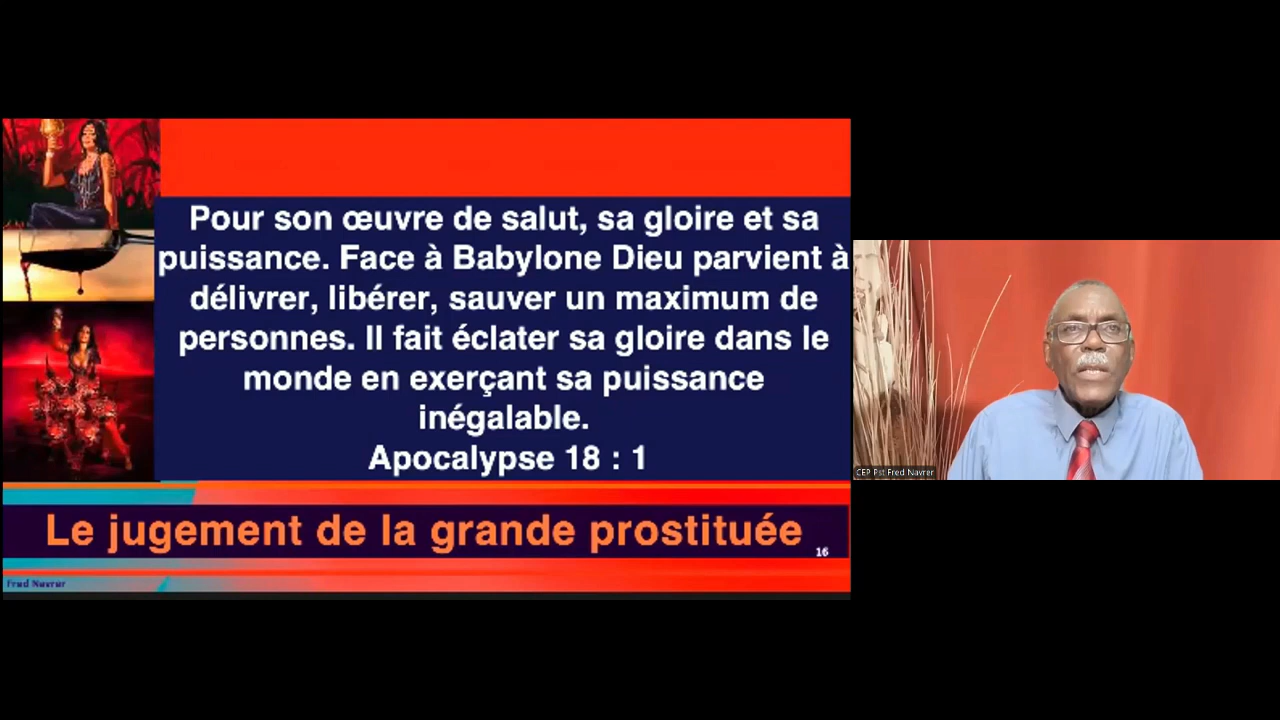 Pour son œuvre de salut, sa gloire et sa
puissance. Face à Babylone Dieu parvient à
délivrer, libérer, sauver un maximum de
personnes. Il fait éclater sa gloire dans le
monde en exerçant sa puissance
inégalable.
Apocalypse 18 : 1
Le jugement de la grande prostituée
16
Fred Navrer
CEP Pst Fred Navrer